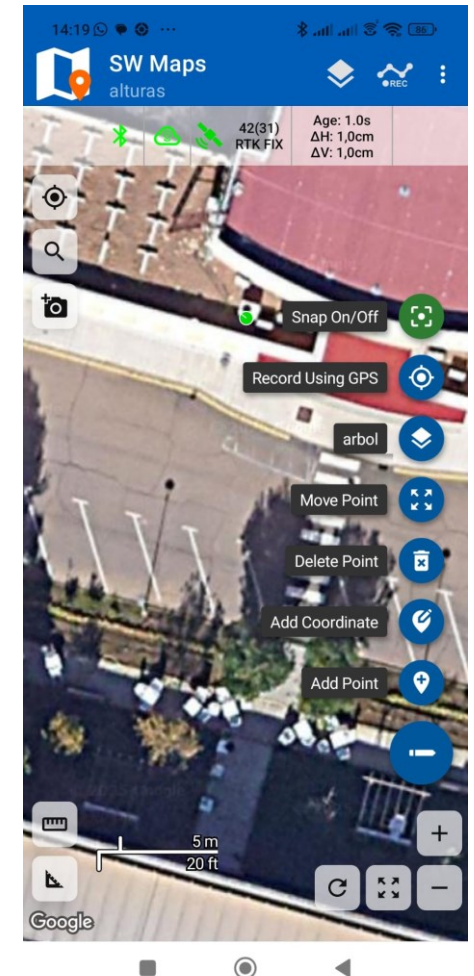 14:19
86
SW Maps
alturas
REC
42(31)
RTK FIX
Age: 1.0s
ΔH: 1,0cm
ΔV: 1,0cm
Snap On/Off
Record Using GPS
arbol
Move Point
Delete Point
Add Coordinate
Add Point
5 m
20 ft
Google